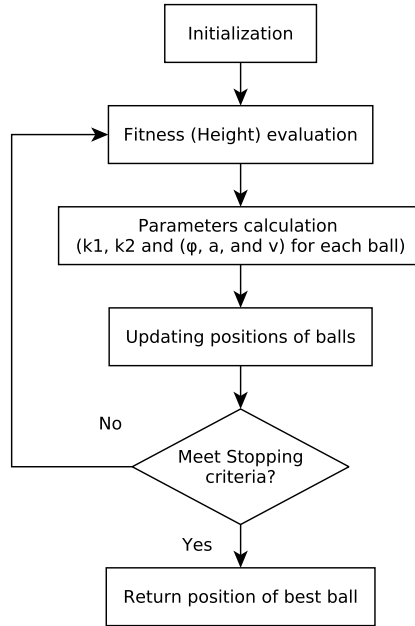 Initialization
Fitness (Height) evaluation
Parameters calculation
(k1, k2 and (φ, a, and v) for each ball)
Updating positions of balls
No
Meet Stopping
criteria?
Yes
Return position of best ball